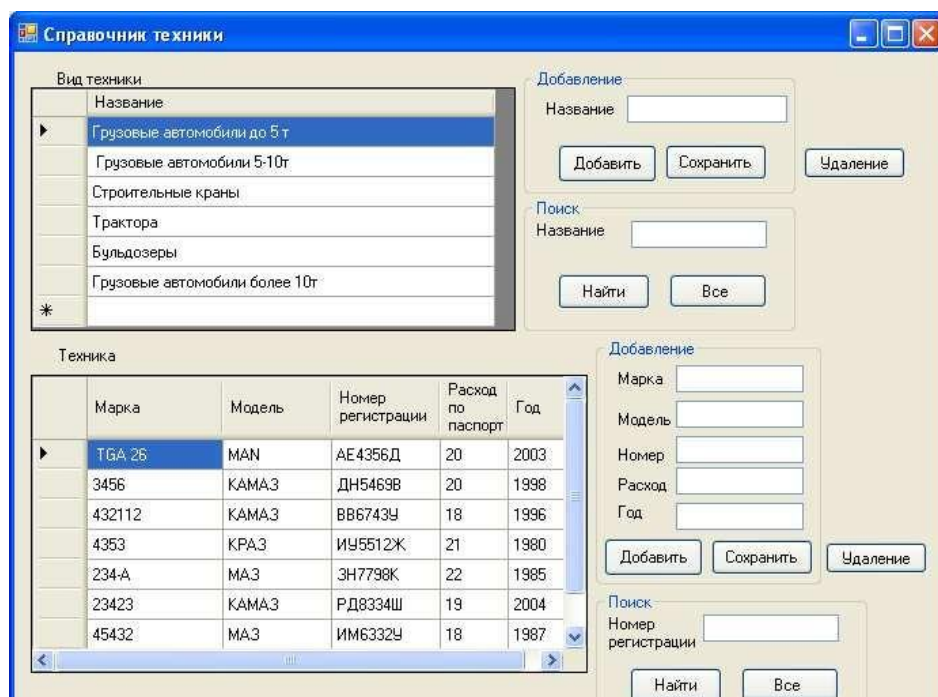 Справочник техники
Вид техники
Название
Грузовые автомобили до 5 т
Грузовые автомобили 5-10т
Строительные краны
Трактора
Бульдозеры
Грузовые автомобили более 10т
Добавление
Название
Добавить Сохранить Удаление
Поиск
Название
Найти Все
Техника
Марка Модель Номер регистрации Расход по паспорт Год
TGA 26 MAN АЕ4356Д 20 2003
3456 КАМАЗ ДН5469В 20 1998
432112 КАМАЗ ВВ6743У 18 1996
4353 КРАЗ ИУ5512Ж 21 1980
234-А МАЗ ЗН7798К 22 1985
23423 КАМАЗ РД8334Ш 19 2004
45432 МАЗ ИМ6332У 18 1987
Добавление
Марка
Модель
Номер
Расход
Год
Добавить Сохранить Удаление
Поиск
Номер
регистрации
Найти Все